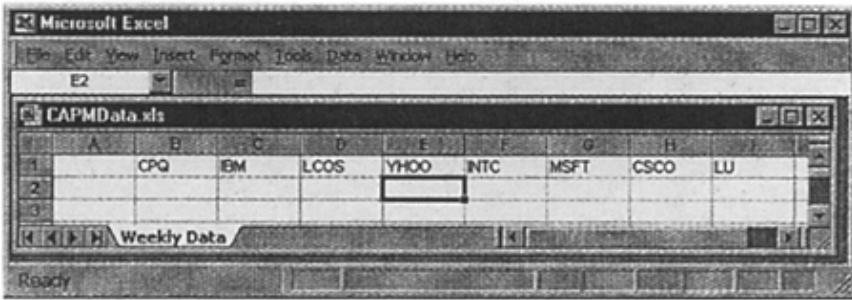 Microsoft Excel
File Edit View Insert Format Tools Data Window Help
E2 =
CAPMData.xls
A B C D E F G H I
1 CPQ IBM LCOS YHOO INTC MSFT CSCO LU
2
3
Weekly Data
Ready